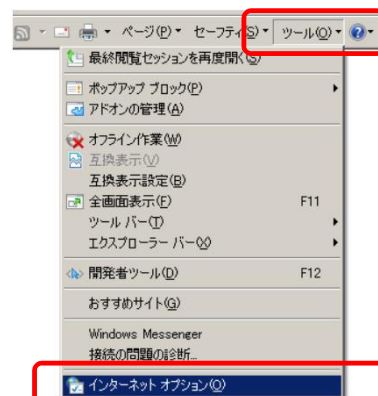 ページ(P) セーフティ(S) ツール(O)
最終閲覧セッションを再度開く(S)
ポップアップ ブロック(P)
アドオンの管理(A)
オフライン作業(W)
互換表示(V)
互換表示設定(B)
全画面表示(F) F11
ツール バー(T)
エクスプローラー バー(X)
開発者ツール(D) F12
おすすめサイト(G)
Windows Messenger
接続の問題の診断...
インターネット オプション(O)